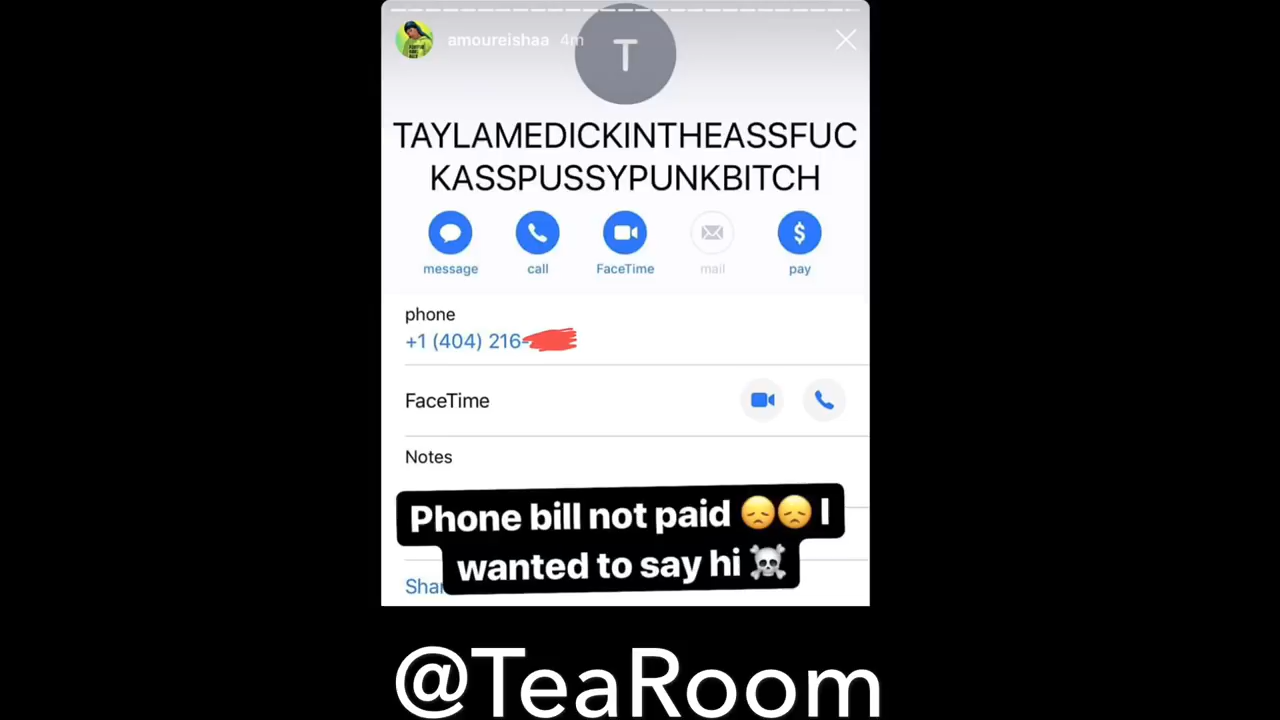 amoureishaa 4m
T
TAYLAMEDICKINTHEASSFUC
KASSPUSSYPUNKBITCH
message call FaceTime mail pay
phone
+1 (404) 216-
FaceTime
Notes
Phone bill not paid 😞😞 I
wanted to say hi ☠️
Shar
@TeaRoom